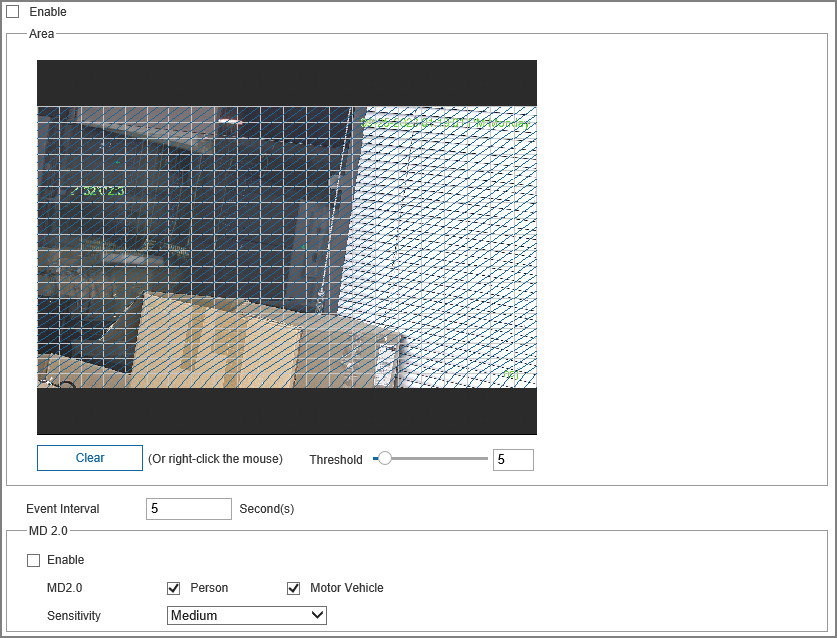 Enable
Area
Clear (Or right-click the mouse) Threshold 5
Event Interval 5 Second(s)
MD 2.0
Enable
MD2.0 Person Motor Vehicle
Sensitivity Medium